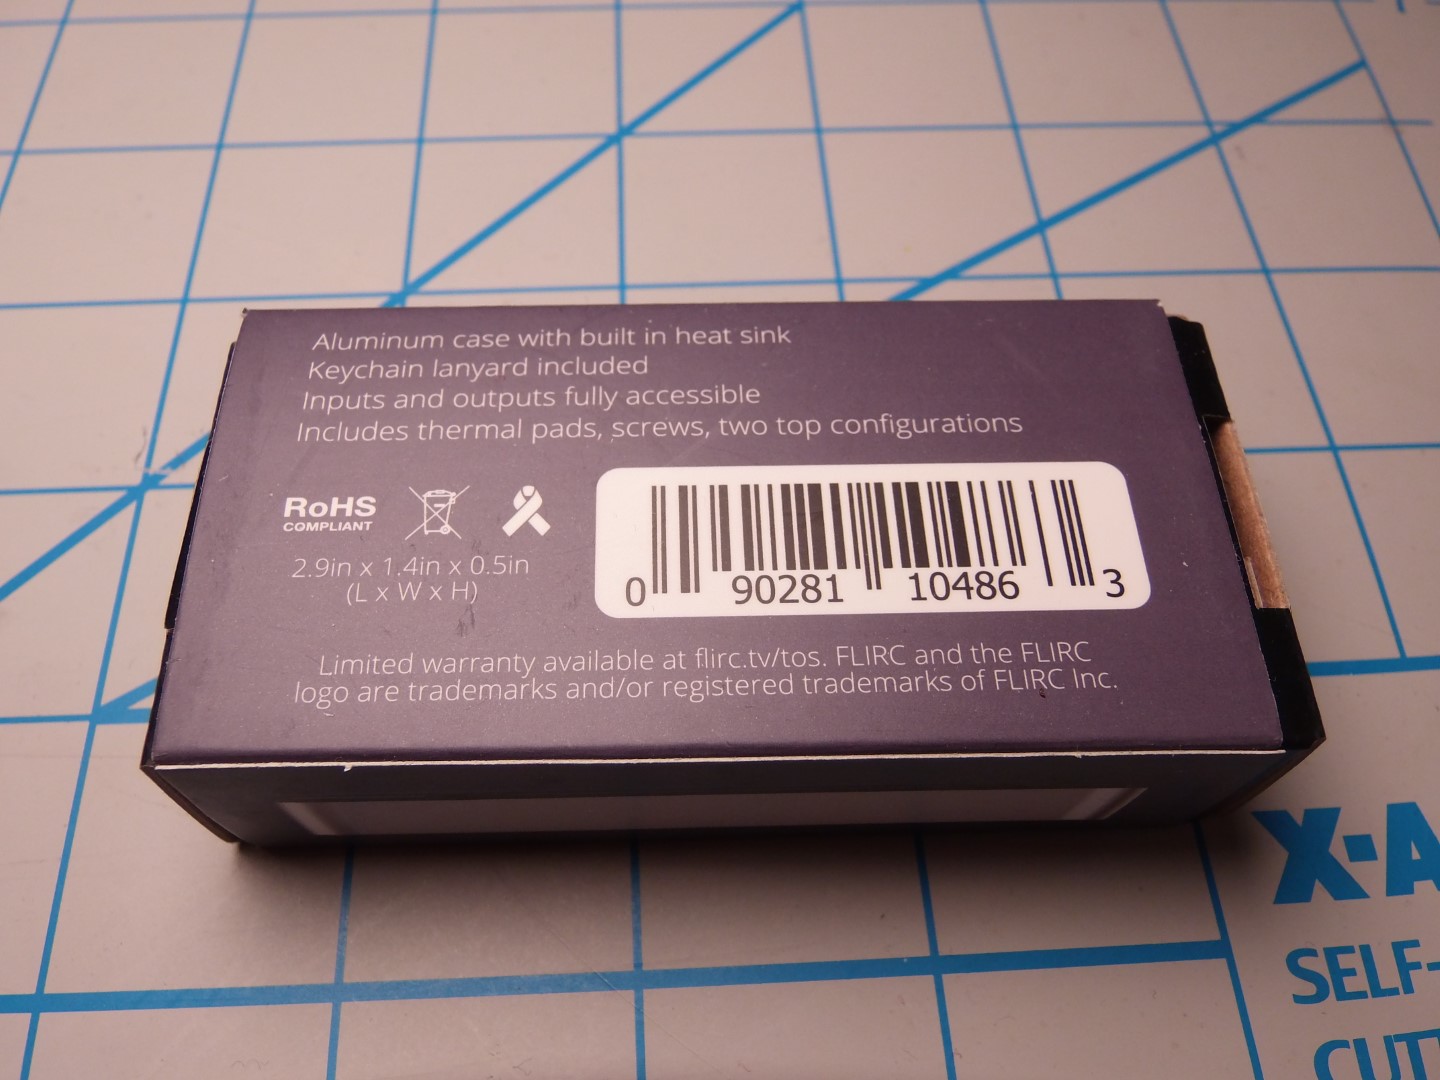 Aluminum case with built in heat sink
Keychain lanyard included
Inputs and outputs fully accessible
Includes thermal pads, screws, two top configurations
RoHS
COMPLIANT
2.9in x 1.4in x 0.5in
(L x W x H)
0 90281 10486 3
Limited warranty available at flirc.tv/tos. FLIRC and the FLIRC
logo are trademarks and/or registered trademarks of FLIRC Inc.
X-A
SELF-
CUT